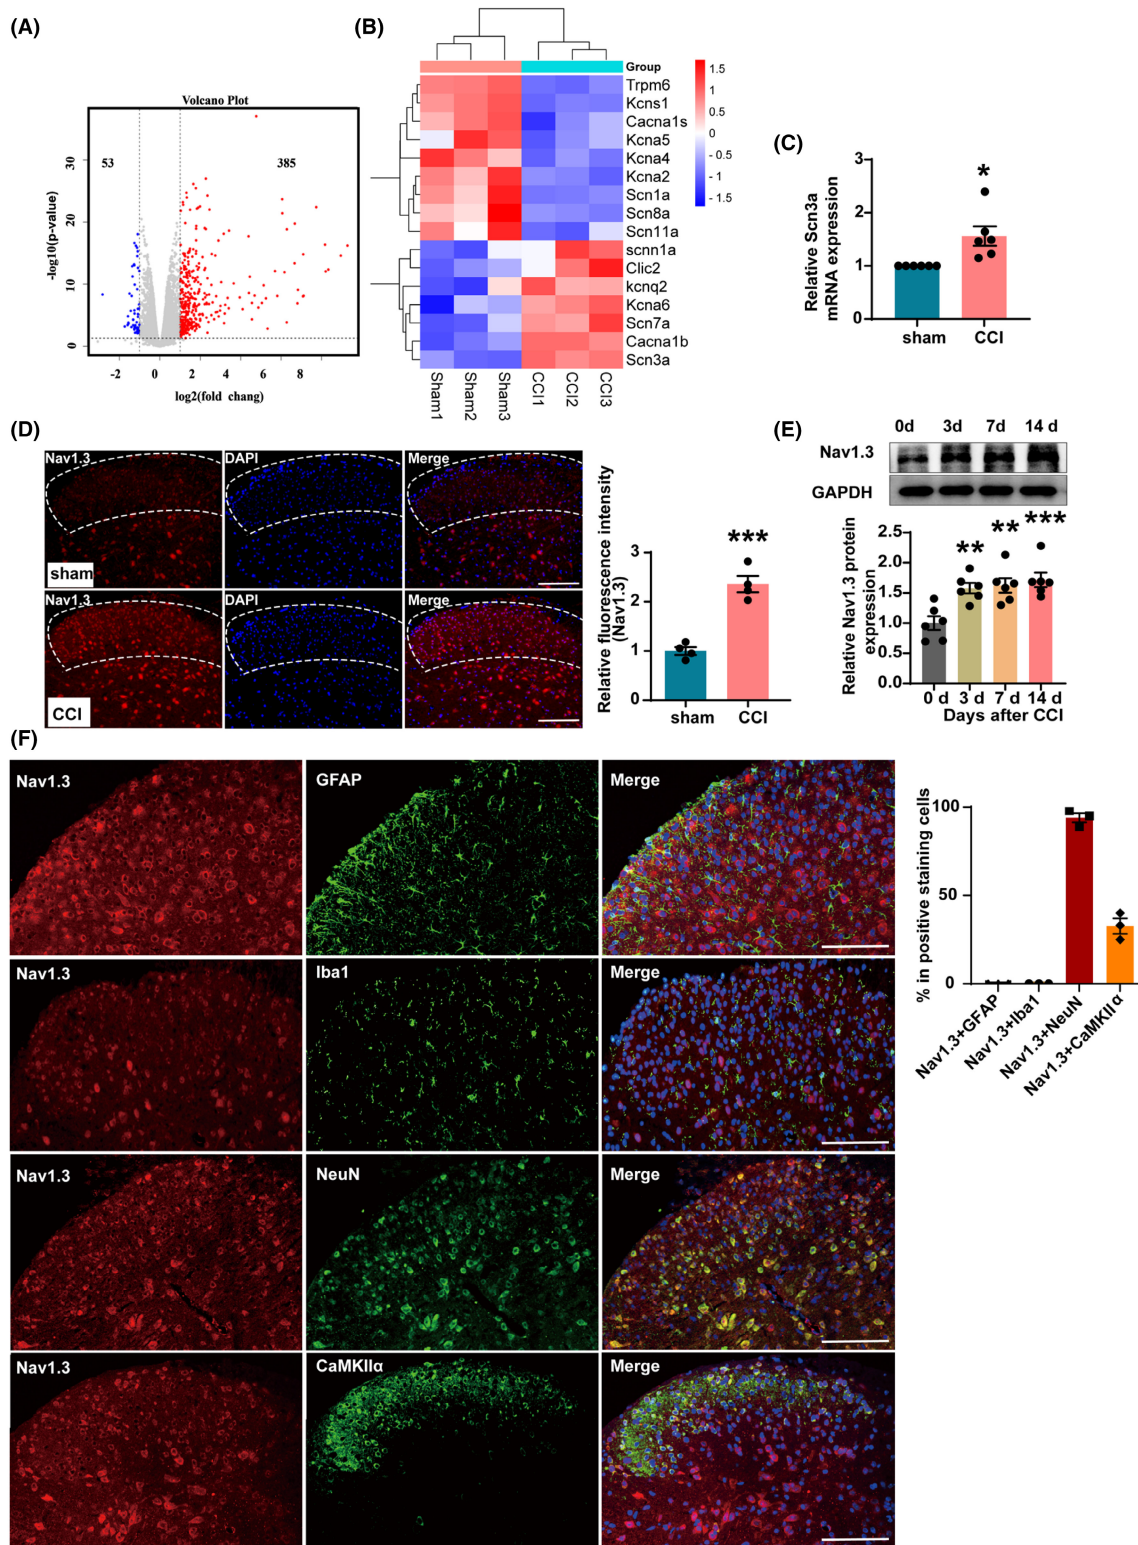 (A)
Volcano Plot
53
385
-log10(p-value)
30
20
10
0
-2
0
2
4
6
8
log2(fold chang)
(B)
Group
Trpm6
Kcns1
Cacna1s
Kcna5
Kcna4
Kcna2
Scn1a
Scn8a
Scn11a
scnn1a
Clic2
kcnq2
Kcna6
Scn7a
Cacna1b
Scn3a
1.5
1
0.5
0
- 0.5
- 1
- 1.5
Sham1
Sham2
Sham3
CCI1
CCI2
CCI3
(C)
Relative Scn3a
mRNA expression
3
2
1
0
*
sham
CCI
(D)
Nav1.3
DAPI
Merge
sham
Nav1.3
DAPI
Merge
CCI
Relative fluorescence intensity
(Nav1.3)
3
2
1
0
***
sham
CCI
(E)
0d 3d 7d 14 d
Nav1.3
GAPDH
Relative Nav1.3 protein
expression
2.5
2.0
1.5
1.0
0.5
0.0
**
**
***
0 d 3 d 7 d 14 d
Days after CCI
(F)
Nav1.3
GFAP
Merge
Nav1.3
Iba1
Merge
Nav1.3
NeuN
Merge
Nav1.3
CaMKIIα
Merge
% in positive staining cells
100
50
0
Nav1.3+GFAP
Nav1.3+Iba1
Nav1.3+NeuN
Nav1.3+CaMKII α